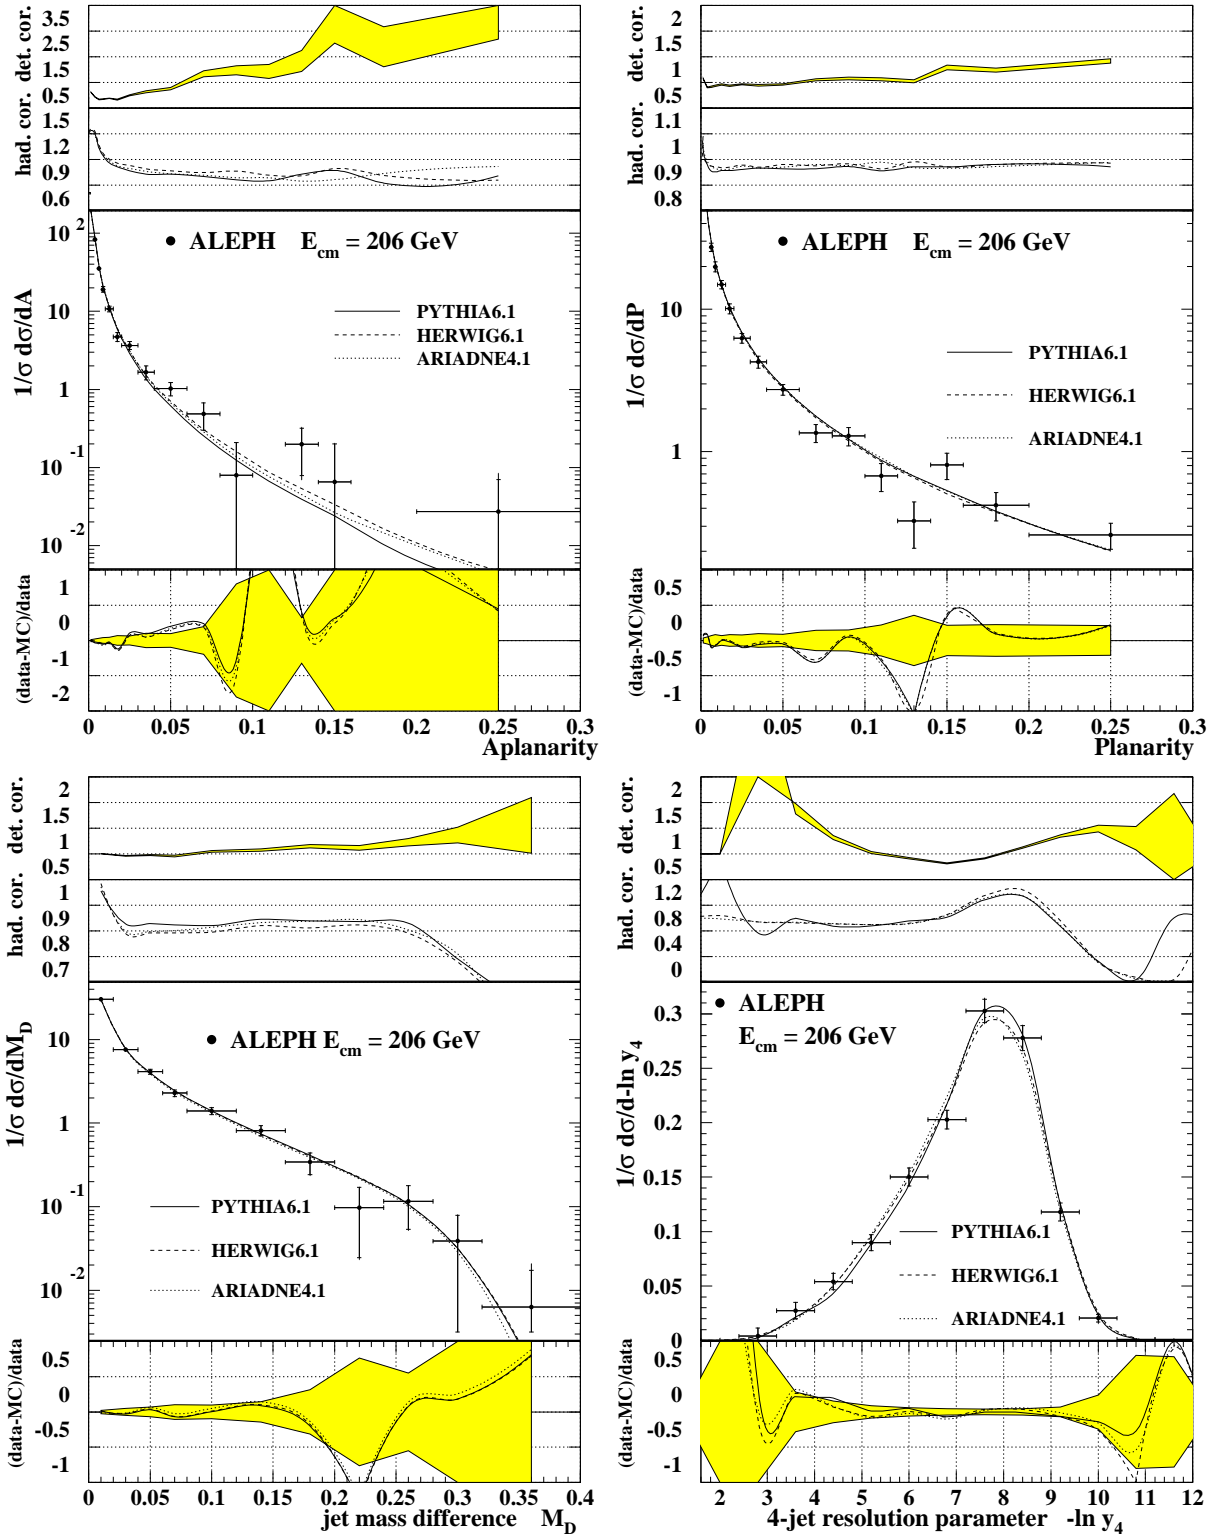 det. cor.
3.5
2.5
1.5
0.5
had. cor.
1.5
1.2
0.9
0.6
1/σ dσ/dA
10^2
10
1
10^-1
10^-2
● ALEPH E_cm = 206 GeV
PYTHIA6.1
HERWIG6.1
ARIADNE4.1
(data-MC)/data
1
0
-1
-2
0 0.05 0.1 0.15 0.2 0.25 0.3
Aplanarity
det. cor.
2
1.5
1
0.5
had. cor.
1.1
1
0.9
0.8
1/σ dσ/dP
10
1
● ALEPH E_cm = 206 GeV
PYTHIA6.1
HERWIG6.1
ARIADNE4.1
(data-MC)/data
0.5
0
-0.5
-1
0 0.05 0.1 0.15 0.2 0.25 0.3
Planarity
det. cor.
2
1.5
1
0.5
had. cor.
1
0.9
0.8
0.7
1/σ dσ/dM_D
10
1
10^-1
10^-2
● ALEPH E_cm = 206 GeV
PYTHIA6.1
HERWIG6.1
ARIADNE4.1
(data-MC)/data
0.5
0
-0.5
-1
0 0.05 0.1 0.15 0.2 0.25 0.3 0.35 0.4
jet mass difference M_D
det. cor.
2
1.5
1
0.5
had. cor.
1.2
0.8
0.4
0
1/σ dσ/d-ln y_4
0.3
0.25
0.2
0.15
0.1
0.05
0
● ALEPH
E_cm = 206 GeV
PYTHIA6.1
HERWIG6.1
ARIADNE4.1
(data-MC)/data
0.5
0
-0.5
-1
2 3 4 5 6 7 8 9 10 11 12
4-jet resolution parameter -ln y_4